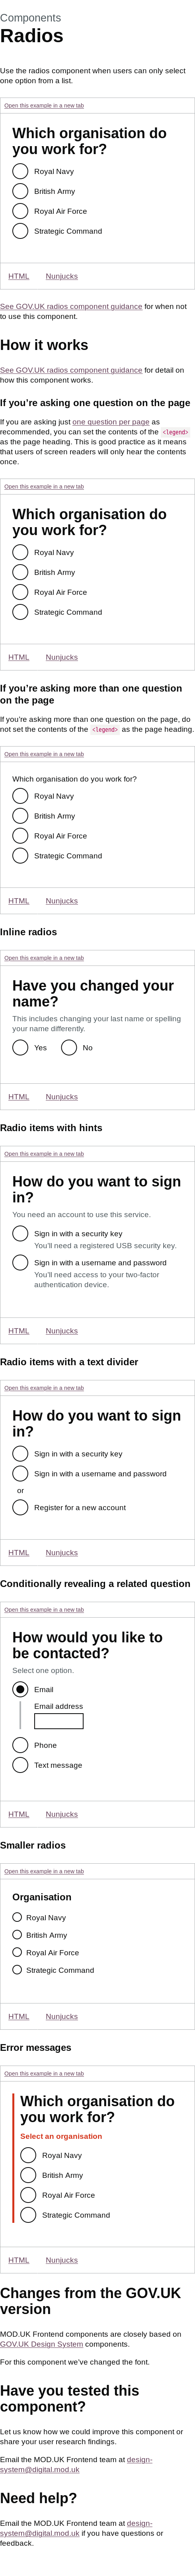 Components
Radios
Use the radios component when users can only select
one option from a list.
Open this example in a new tab
Which organisation do
you work for?
Royal Navy
British Army
Royal Air Force
Strategic Command
HTML Nunjucks
See GOV.UK radios component guidance for when not
to use this component.
How it works
See GOV.UK radios component guidance for detail on
how this component works.
If you’re asking one question on the page
If you are asking just one question per page as
recommended, you can set the contents of the <legend>
as the page heading. This is good practice as it means
that users of screen readers will only hear the contents
once.
Open this example in a new tab
Which organisation do
you work for?
Royal Navy
British Army
Royal Air Force
Strategic Command
HTML Nunjucks
If you’re asking more than one question
on the page
If you’re asking more than one question on the page, do
not set the contents of the <legend> as the page heading.
Open this example in a new tab
Which organisation do you work for?
Royal Navy
British Army
Royal Air Force
Strategic Command
HTML Nunjucks
Inline radios
Open this example in a new tab
Have you changed your
name?
This includes changing your last name or spelling
your name differently.
Yes No
HTML Nunjucks
Radio items with hints
Open this example in a new tab
How do you want to sign
in?
You need an account to use this service.
Sign in with a security key
You’ll need a registered USB security key.
Sign in with a username and password
You’ll need access to your two-factor
authentication device.
HTML Nunjucks
Radio items with a text divider
Open this example in a new tab
How do you want to sign
in?
Sign in with a security key
Sign in with a username and password
or
Register for a new account
HTML Nunjucks
Conditionally revealing a related question
Open this example in a new tab
How would you like to
be contacted?
Select one option.
Email
Email address
Phone
Text message
HTML Nunjucks
Smaller radios
Open this example in a new tab
Organisation
Royal Navy
British Army
Royal Air Force
Strategic Command
HTML Nunjucks
Error messages
Open this example in a new tab
Which organisation do
you work for?
Select an organisation
Royal Navy
British Army
Royal Air Force
Strategic Command
HTML Nunjucks
Changes from the GOV.UK
version
MOD.UK Frontend components are closely based on
GOV.UK Design System components.
For this component we’ve changed the font.
Have you tested this
component?
Let us know how we could improve this component or
share your user research findings.
Email the MOD.UK Frontend team at design-
system@digital.mod.uk
Need help?
Email the MOD.UK Frontend team at design-
system@digital.mod.uk if you have questions or
feedback.